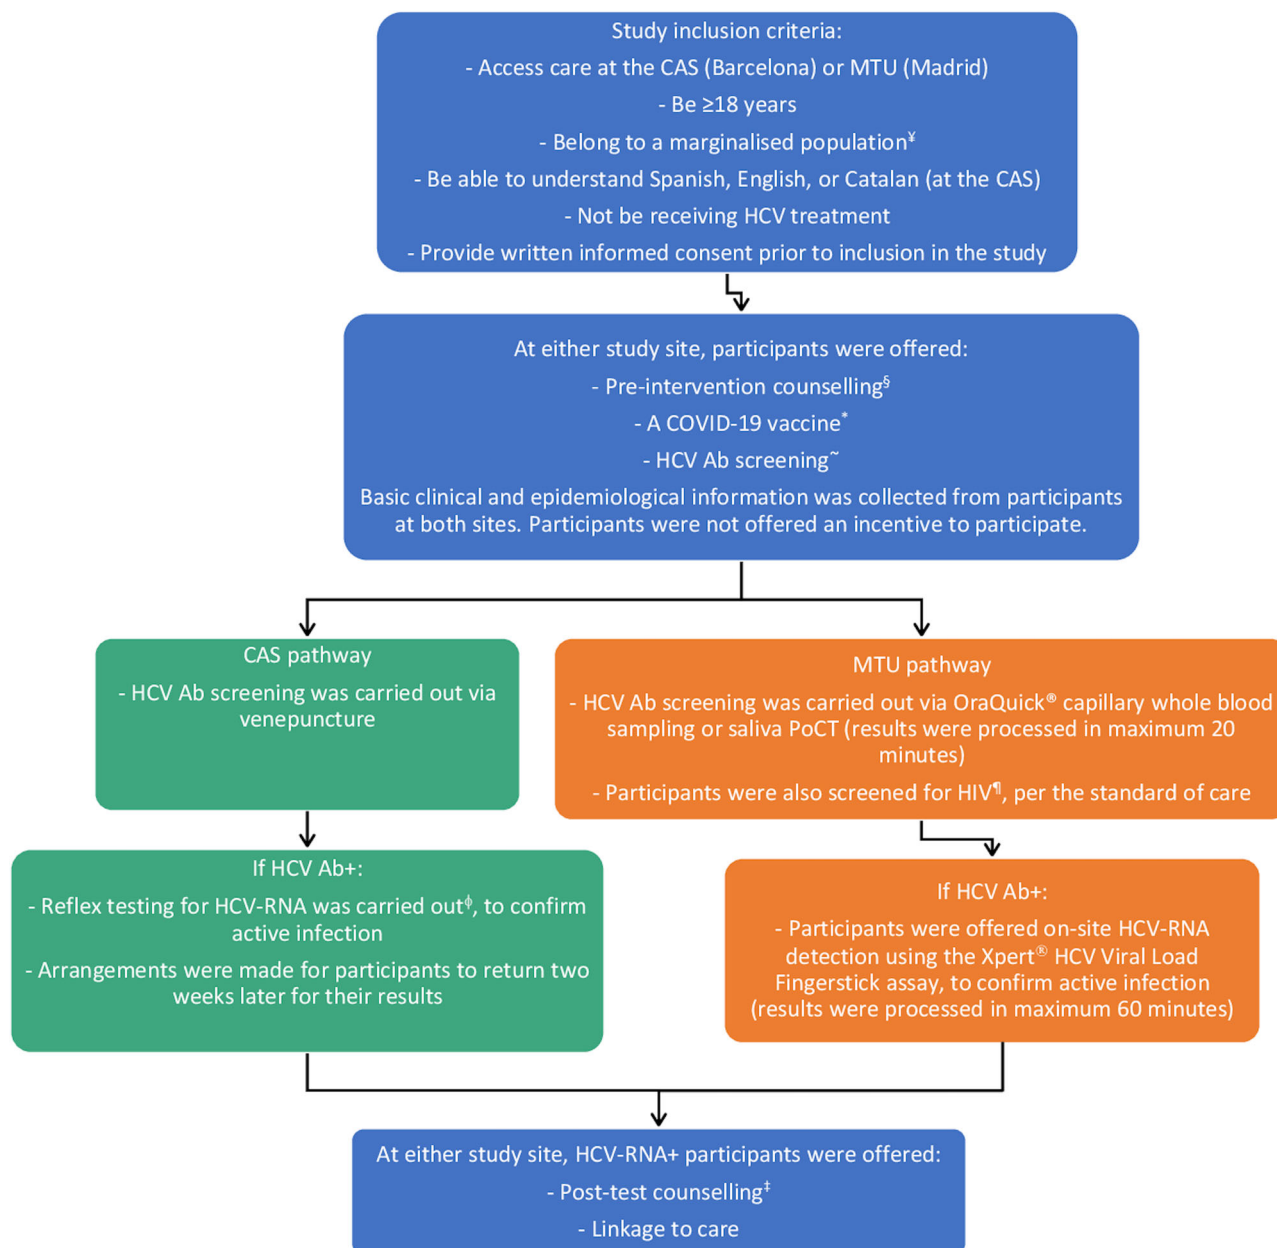 Study inclusion criteria:
- Access care at the CAS (Barcelona) or MTU (Madrid)
- Be ≥18 years
- Belong to a marginalised population¥
- Be able to understand Spanish, English, or Catalan (at the CAS)
- Not be receiving HCV treatment
- Provide written informed consent prior to inclusion in the study
At either study site, participants were offered:
- Pre-intervention counselling§
- A COVID-19 vaccine*
- HCV Ab screening~
Basic clinical and epidemiological information was collected from participants
at both sites. Participants were not offered an incentive to participate.
CAS pathway
- HCV Ab screening was carried out via
venepuncture
MTU pathway
- HCV Ab screening was carried out via OraQuick® capillary whole blood
sampling or saliva PoCT (results were processed in maximum 20
minutes)
- Participants were also screened for HIV¶, per the standard of care
If HCV Ab+:
- Reflex testing for HCV-RNA was carried outɸ, to confirm
active infection
- Arrangements were made for participants to return two
weeks later for their results
If HCV Ab+:
- Participants were offered on-site HCV-RNA
detection using the Xpert® HCV Viral Load
Fingerstick assay, to confirm active infection
(results were processed in maximum 60 minutes)
At either study site, HCV-RNA+ participants were offered:
- Post-test counselling‡
- Linkage to care